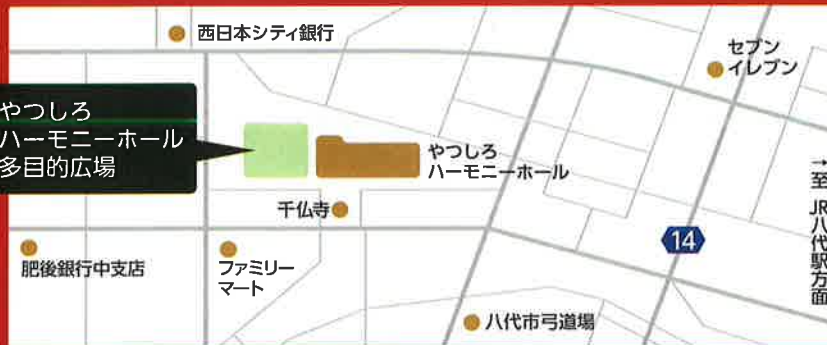 西日本シティ銀行
セブン
イレブン
やつしろ
ハーモニーホール
多目的広場
やつしろ
ハーモニーホール
千仏寺
→至 JR八代駅方面
14
肥後銀行中支店
ファミリー
マート
八代市弓道場